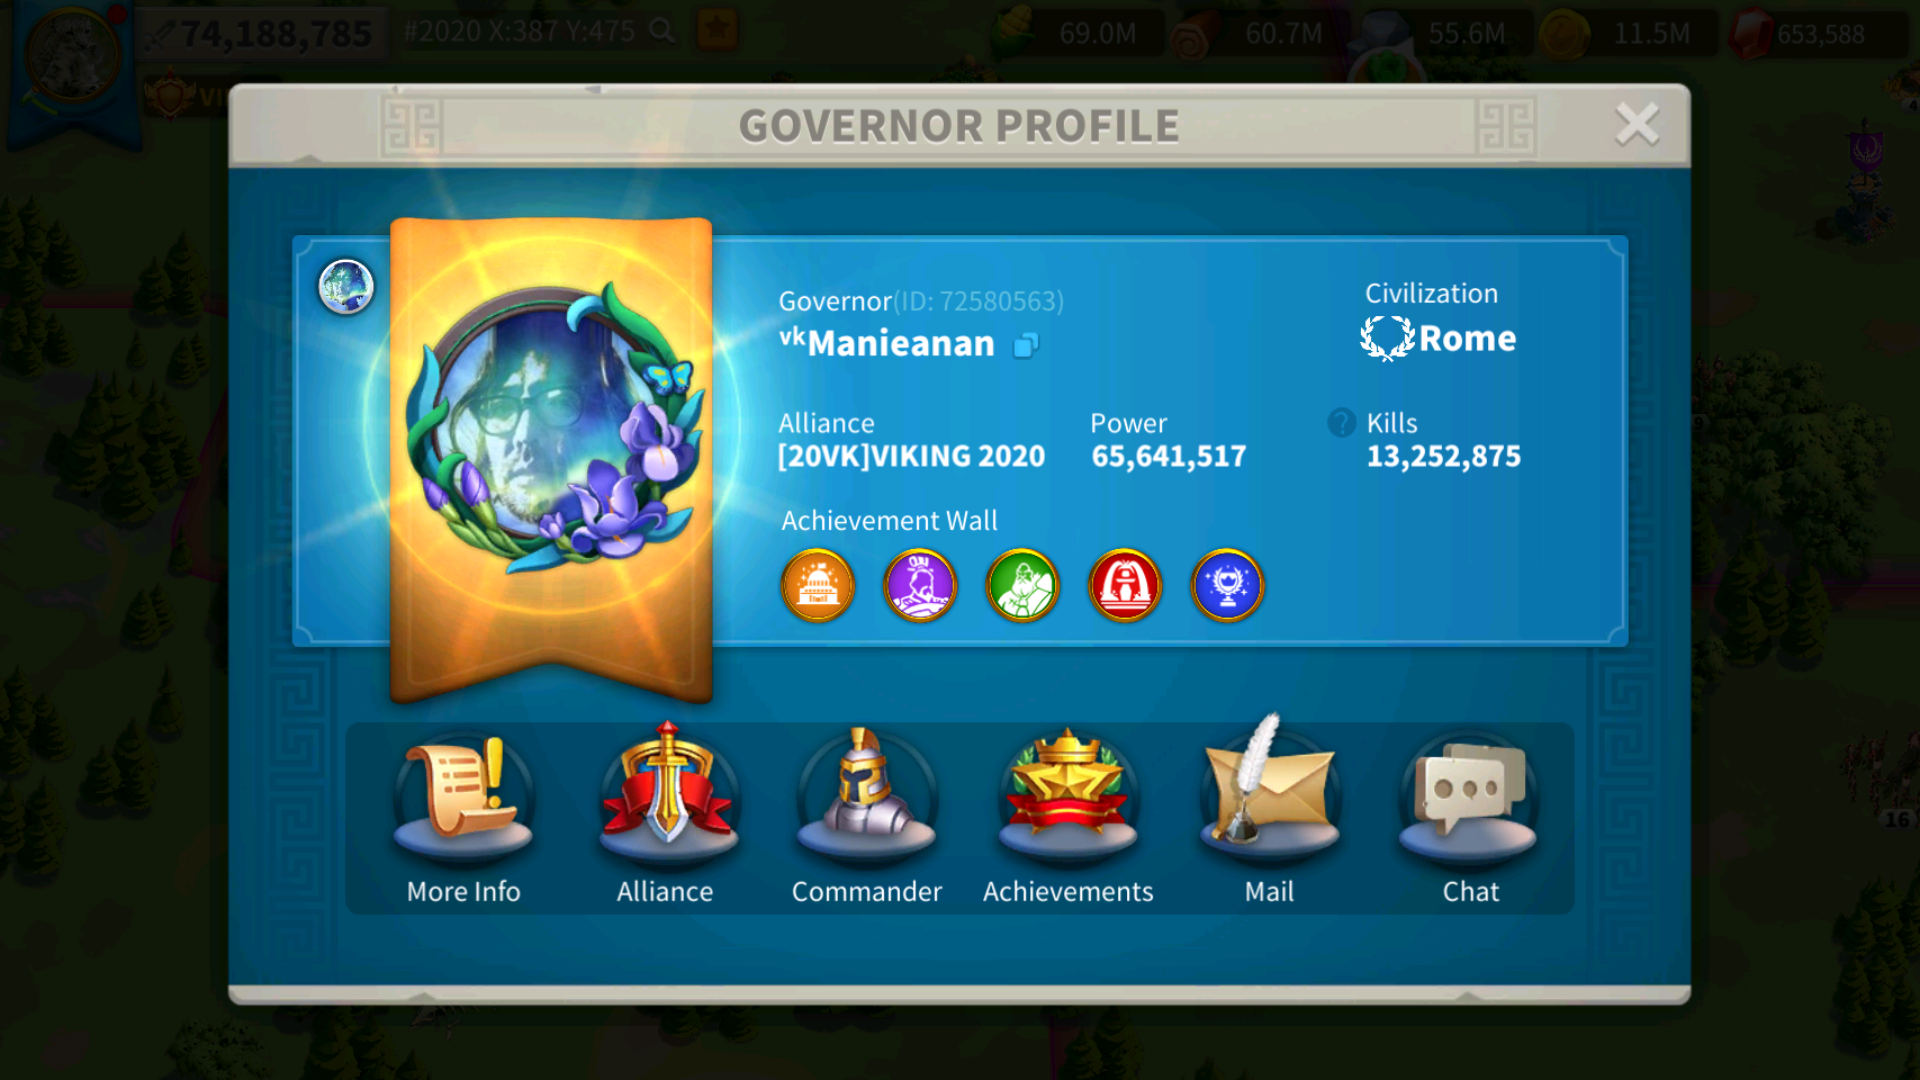 74,188,785 #2020 X:387 Y:475 69.0M 60.7M 55.6M 11.5M 653,588
GOVERNOR PROFILE
Governor(ID: 72580563)
ᵛᵏManieanan
Civilization
Rome
Alliance Power ? Kills
[20VK]VIKING 2020 65,641,517 13,252,875
Achievement Wall
More Info Alliance Commander Achievements Mail Chat
16